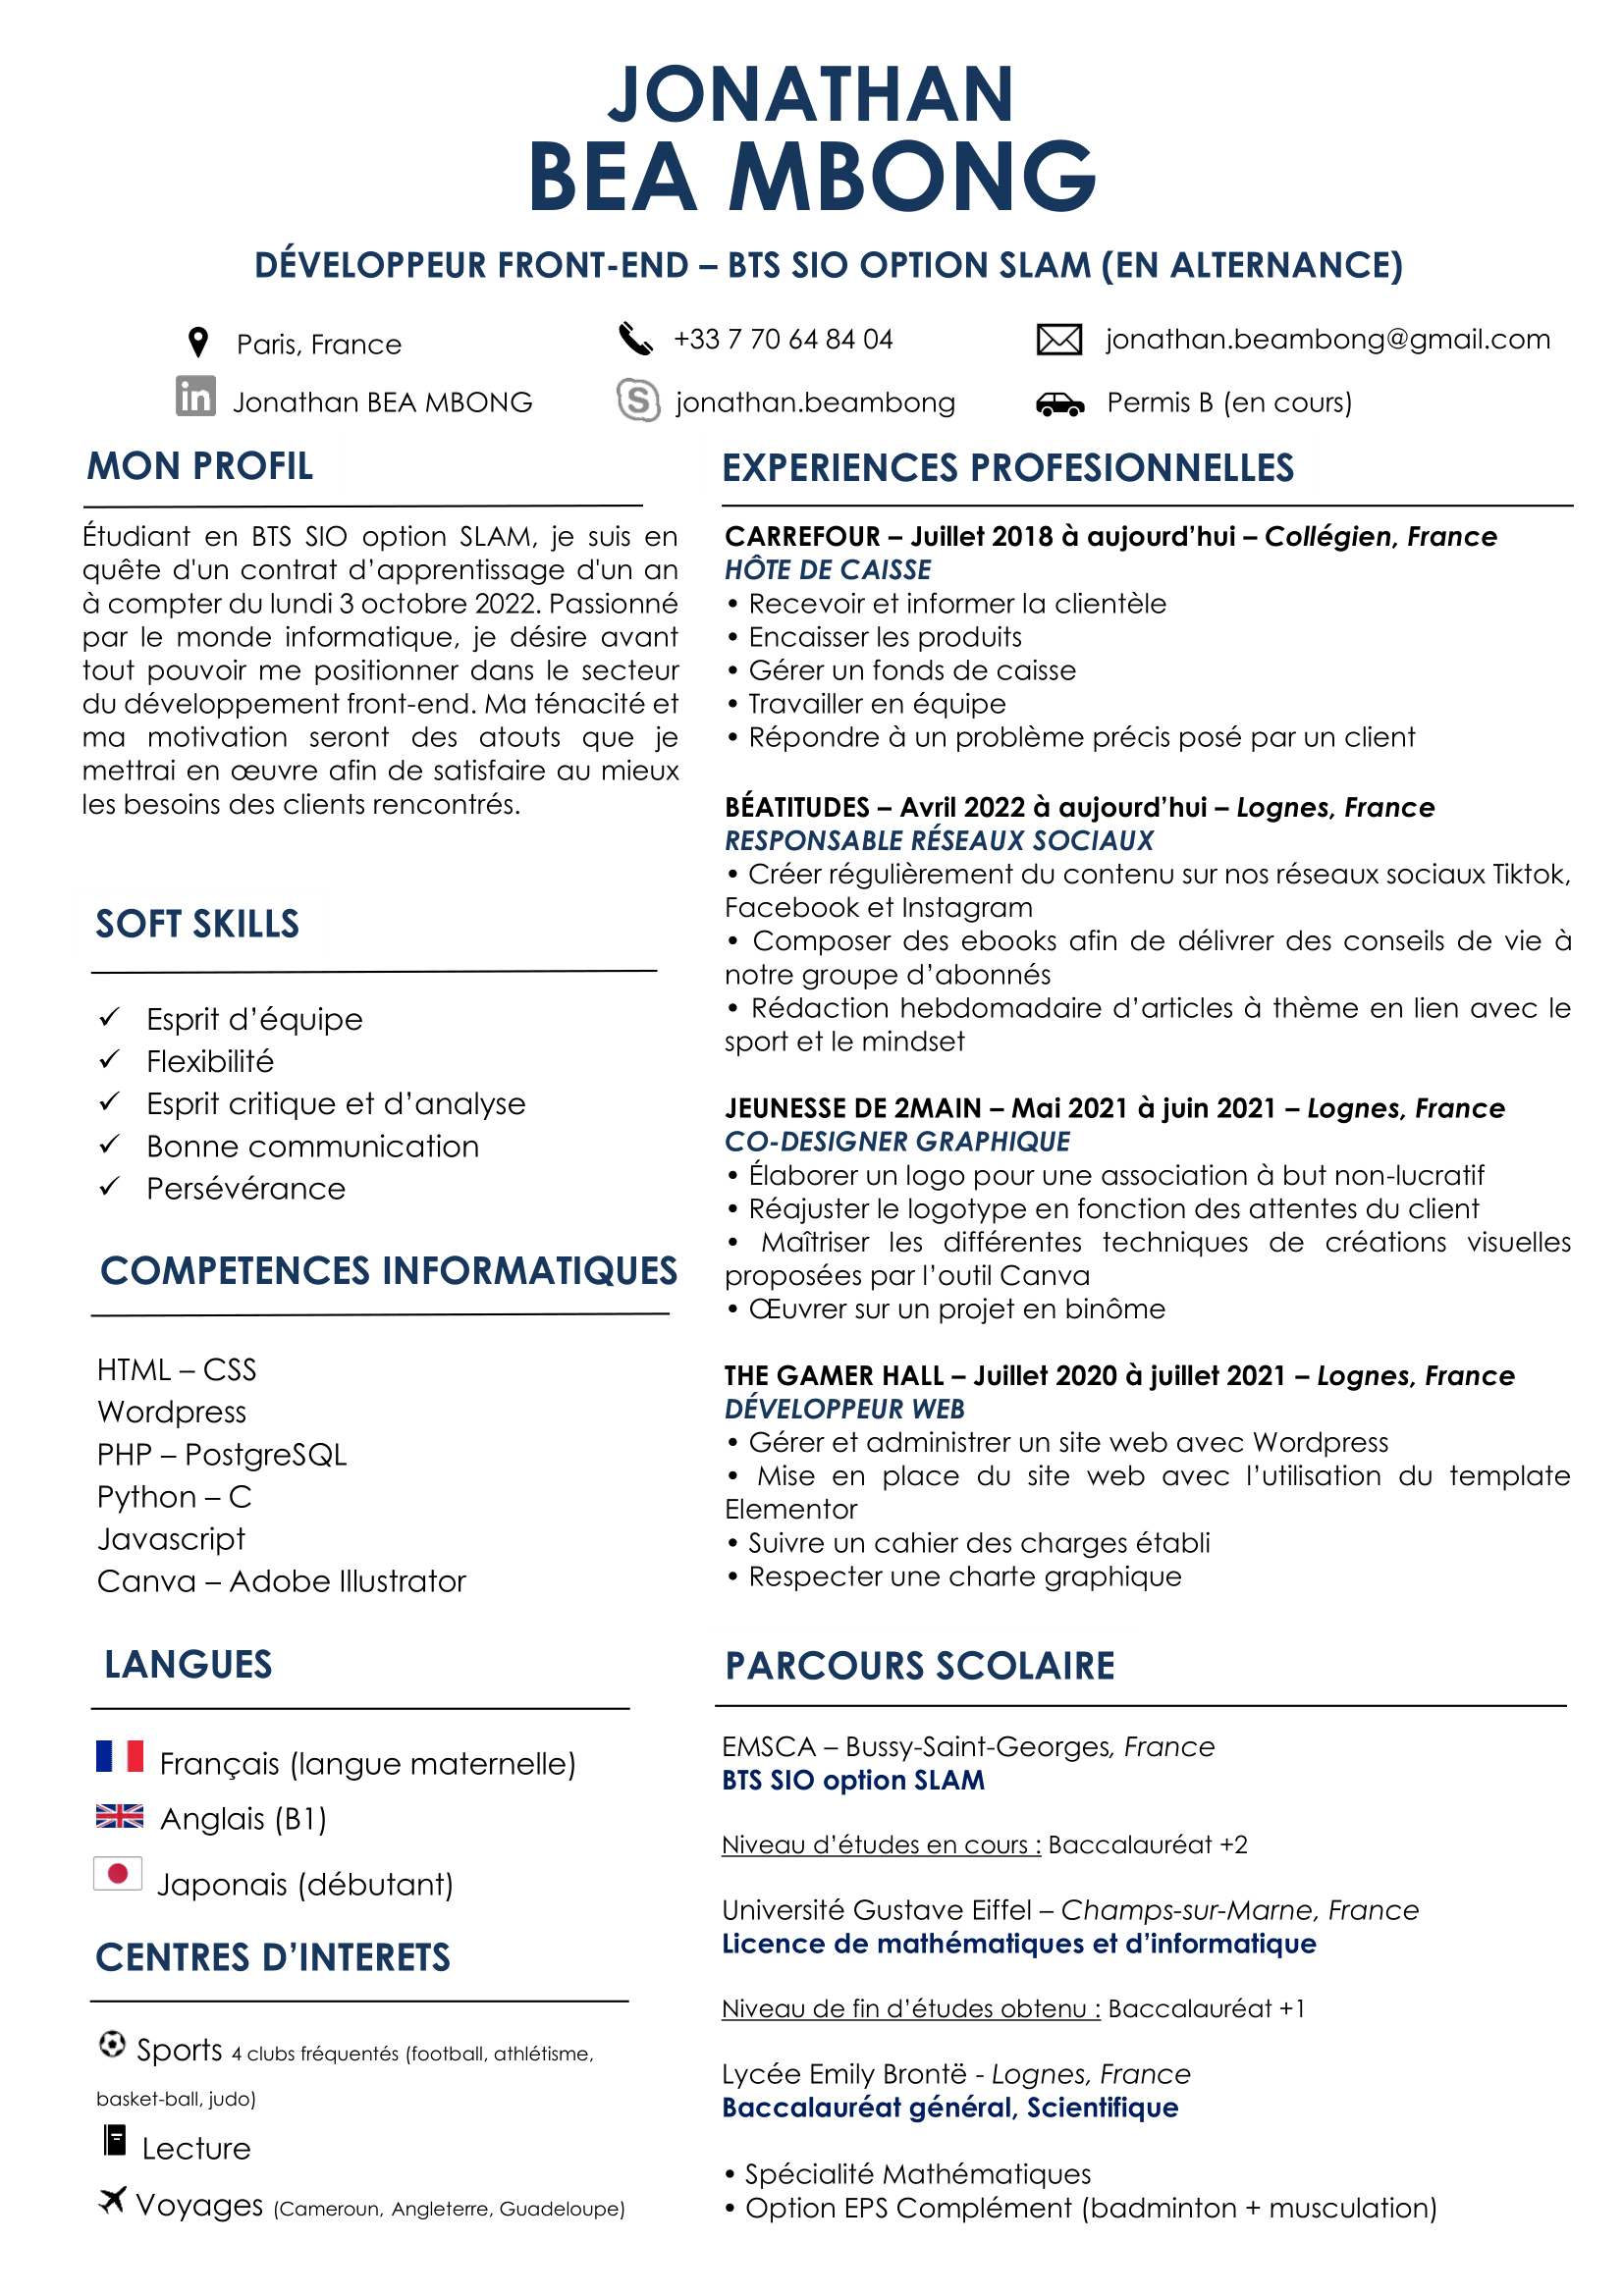 JONATHAN
BEA MBONG
DÉVELOPPEUR FRONT-END – BTS SIO OPTION SLAM (EN ALTERNANCE)
Paris, France
+33 7 70 64 84 04
jonathan.beambong@gmail.com
in Jonathan BEA MBONG
S jonathan.beambong
Permis B (en cours)
MON PROFIL
Étudiant en BTS SIO option SLAM, je suis en
quête d'un contrat d’apprentissage d'un an
à compter du lundi 3 octobre 2022. Passionné
par le monde informatique, je désire avant
tout pouvoir me positionner dans le secteur
du développement front-end. Ma ténacité et
ma motivation seront des atouts que je
mettrai en œuvre afin de satisfaire au mieux
les besoins des clients rencontrés.
SOFT SKILLS
✓ Esprit d’équipe
✓ Flexibilité
✓ Esprit critique et d’analyse
✓ Bonne communication
✓ Persévérance
COMPETENCES INFORMATIQUES
HTML – CSS
Wordpress
PHP – PostgreSQL
Python – C
Javascript
Canva – Adobe Illustrator
LANGUES
Français (langue maternelle)
Anglais (B1)
Japonais (débutant)
CENTRES D’INTERETS
Sports 4 clubs fréquentés (football, athlétisme,
basket-ball, judo)
Lecture
Voyages (Cameroun, Angleterre, Guadeloupe)
EXPERIENCES PROFESIONNELLES
CARREFOUR – Juillet 2018 à aujourd’hui – Collégien, France
HÔTE DE CAISSE
• Recevoir et informer la clientèle
• Encaisser les produits
• Gérer un fonds de caisse
• Travailler en équipe
• Répondre à un problème précis posé par un client
BÉATITUDES – Avril 2022 à aujourd’hui – Lognes, France
RESPONSABLE RÉSEAUX SOCIAUX
• Créer régulièrement du contenu sur nos réseaux sociaux Tiktok,
Facebook et Instagram
• Composer des ebooks afin de délivrer des conseils de vie à
notre groupe d’abonnés
• Rédaction hebdomadaire d’articles à thème en lien avec le
sport et le mindset
JEUNESSE DE 2MAIN – Mai 2021 à juin 2021 – Lognes, France
CO-DESIGNER GRAPHIQUE
• Élaborer un logo pour une association à but non-lucratif
• Réajuster le logotype en fonction des attentes du client
• Maîtriser les différentes techniques de créations visuelles
proposées par l’outil Canva
• Œuvrer sur un projet en binôme
THE GAMER HALL – Juillet 2020 à juillet 2021 – Lognes, France
DÉVELOPPEUR WEB
• Gérer et administrer un site web avec Wordpress
• Mise en place du site web avec l’utilisation du template
Elementor
• Suivre un cahier des charges établi
• Respecter une charte graphique
PARCOURS SCOLAIRE
EMSCA – Bussy-Saint-Georges, France
BTS SIO option SLAM
Niveau d’études en cours : Baccalauréat +2
Université Gustave Eiffel – Champs-sur-Marne, France
Licence de mathématiques et d’informatique
Niveau de fin d’études obtenu : Baccalauréat +1
Lycée Emily Brontë - Lognes, France
Baccalauréat général, Scientifique
• Spécialité Mathématiques
• Option EPS Complément (badminton + musculation)